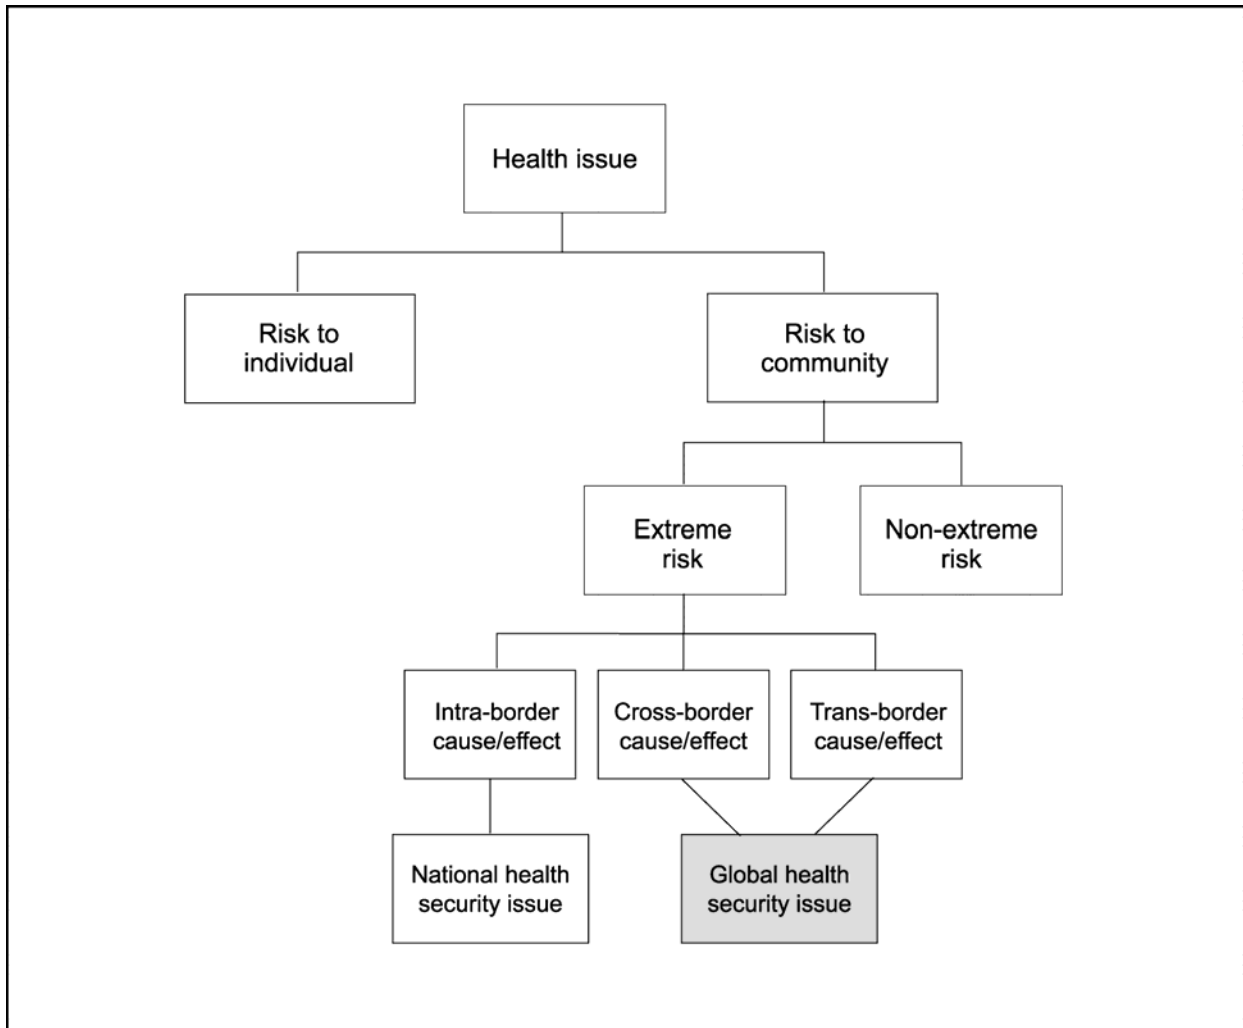 Health issue
Risk to
individual
Risk to
community
Extreme
risk
Non-extreme
risk
Intra-border
cause/effect
Cross-border
cause/effect
Trans-border
cause/effect
National health
security issue
Global health
security issue